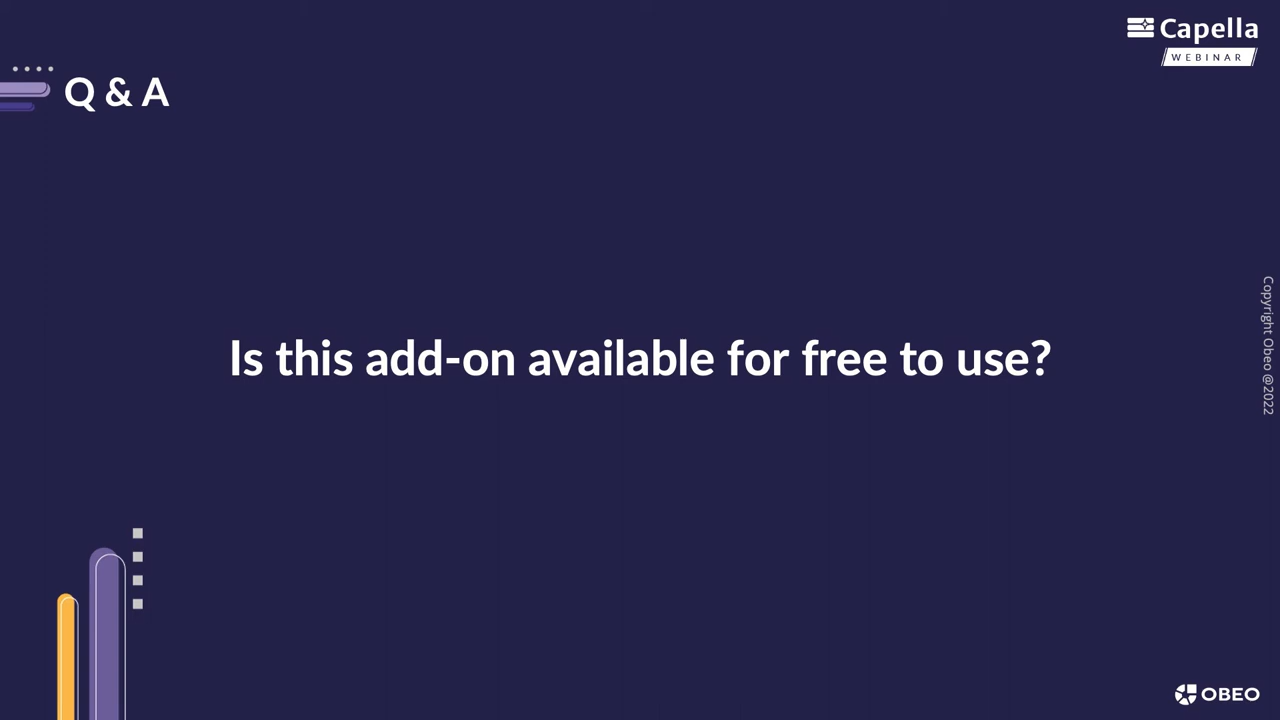 Capella
WEBINAR
Q & A
Is this add-on available for free to use?
Copyright Obeo @2022
OBEO